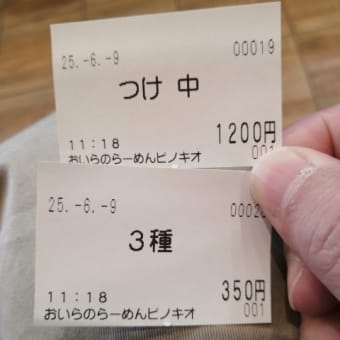 25.-6.-9 00019
つけ 中
11:18 1200円
おいらのらーめんピノキオ 001
25.-6.-9
3種
11:18 350円
おいらのらーめんピノキオ 001